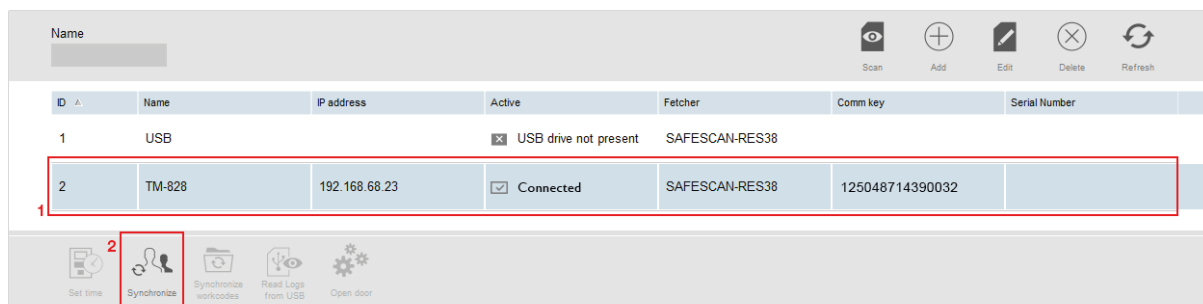 Name
Scan Add Edit Delete Refresh
ID Name IP address Active Fetcher Comm key Serial Number
1 USB USB drive not present SAFESCAN-RES38
2 TM-828 192.168.68.23 Connected SAFESCAN-RES38 125048714390032
1
2
Set time Synchronize Synchronize workcodes Read Logs from USB Open door